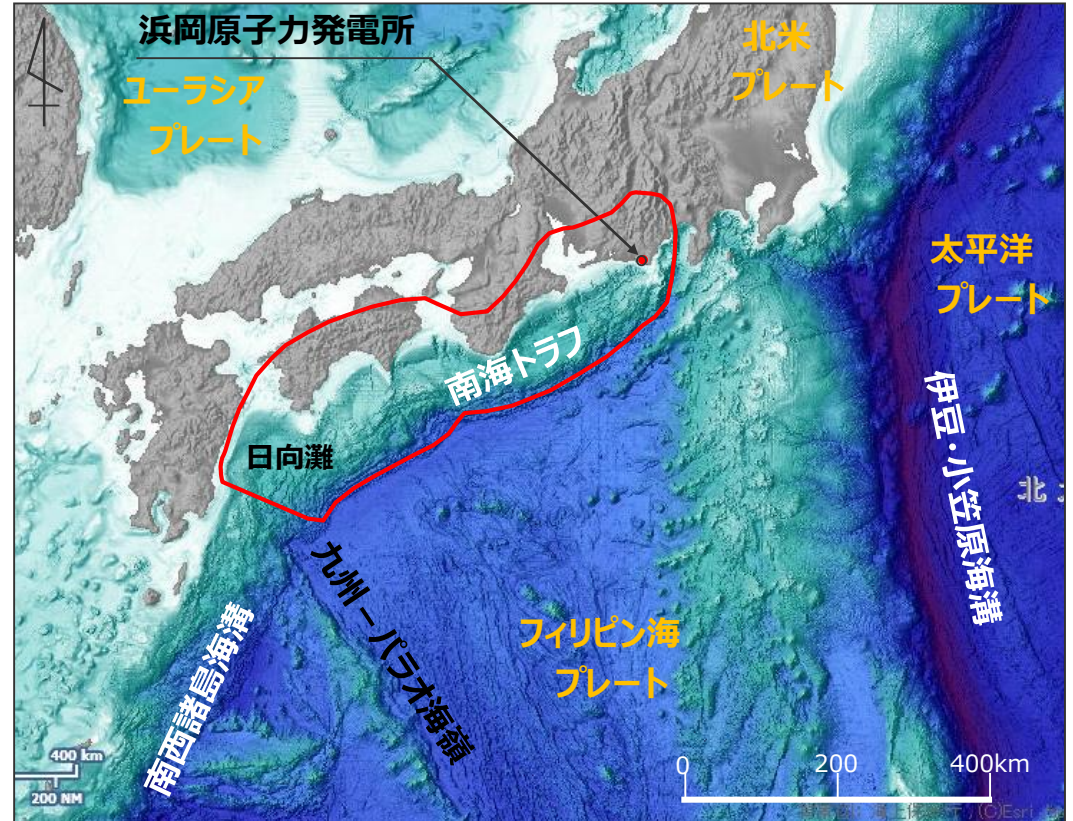 浜岡原子力発電所
ユーラシア
プレート
北米
プレート
太平洋
プレート
南海トラフ
日向灘
伊豆・小笠原海溝
北
九州ーパラオ海嶺
フィリピン海
プレート
南西諸島海溝
400 km
200 NM
0 200 400km
(C)Esri